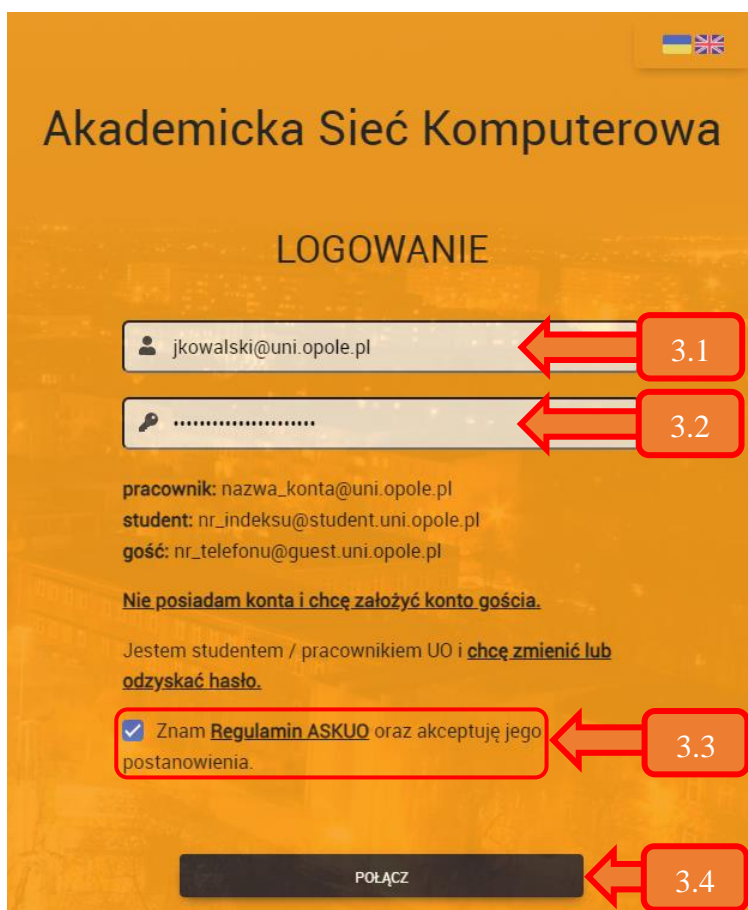 Akademicka Sieć Komputerowa
LOGOWANIE
jkowalski@uni.opole.pl
3.1
••••••••••••••••••••••
3.2
pracownik: nazwa_konta@uni.opole.pl
student: nr_indeksu@student.uni.opole.pl
gość: nr_telefonu@guest.uni.opole.pl
Nie posiadam konta i chcę założyć konto gościa.
Jestem studentem / pracownikiem UO i chcę zmienić lub
odzyskać hasło.
Znam Regulamin ASKUO oraz akceptuję jego
postanowienia.
3.3
POŁĄCZ
3.4